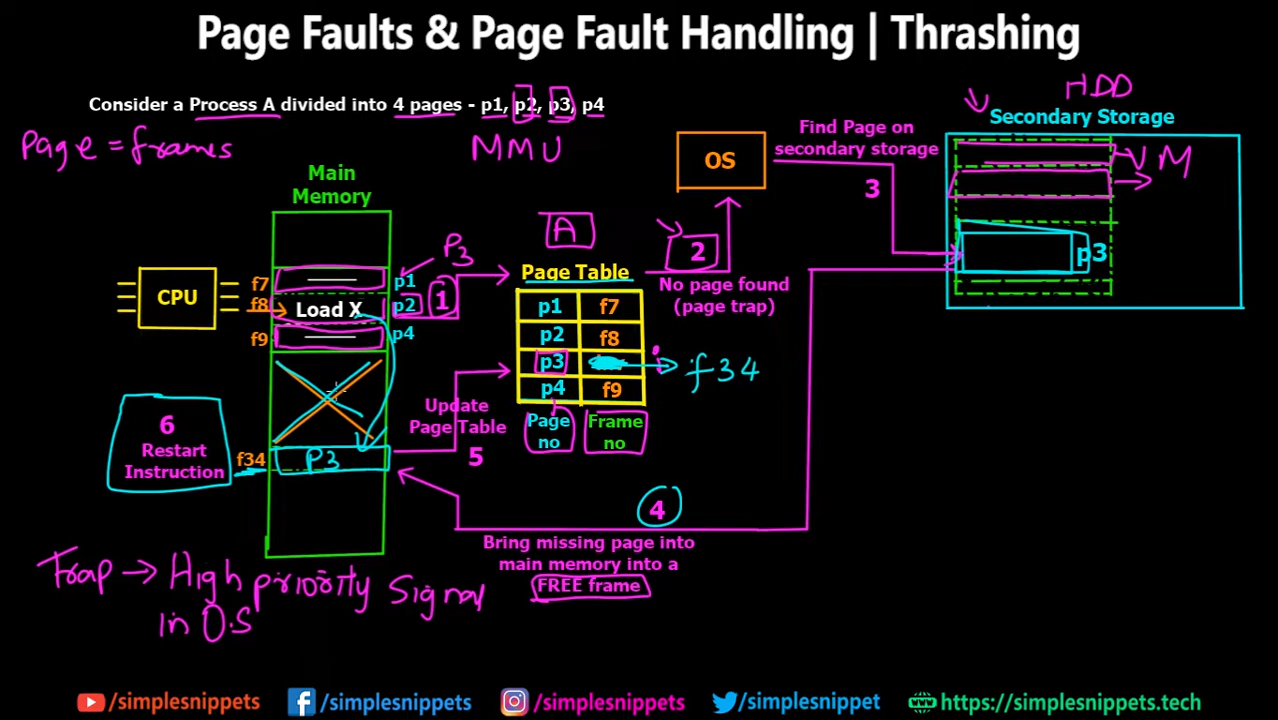 Page Faults & Page Fault Handling | Thrashing
Consider a Process A divided into 4 pages - p1, p2, p3, p4
Page = frames
MMU
HDD
Secondary Storage
VM
p3
OS
Find Page on
secondary storage
3
Main
Memory
CPU
f7
f8
f9
Load X
p1
p2
p4
P3
1
A
2
No page found
(page trap)
Page Table
p1 f7
p2 f8
p3
p4 f9
f34
Page
no
Frame
no
Update
Page Table
5
6
Restart
Instruction
f34
P3
4
Bring missing page into
main memory into a
FREE frame
Trap → High priority Signal
in O.S
/simplesnippets
/simplesnippets
/simplesnippets
/simplesnippet
https://simplesnippets.tech